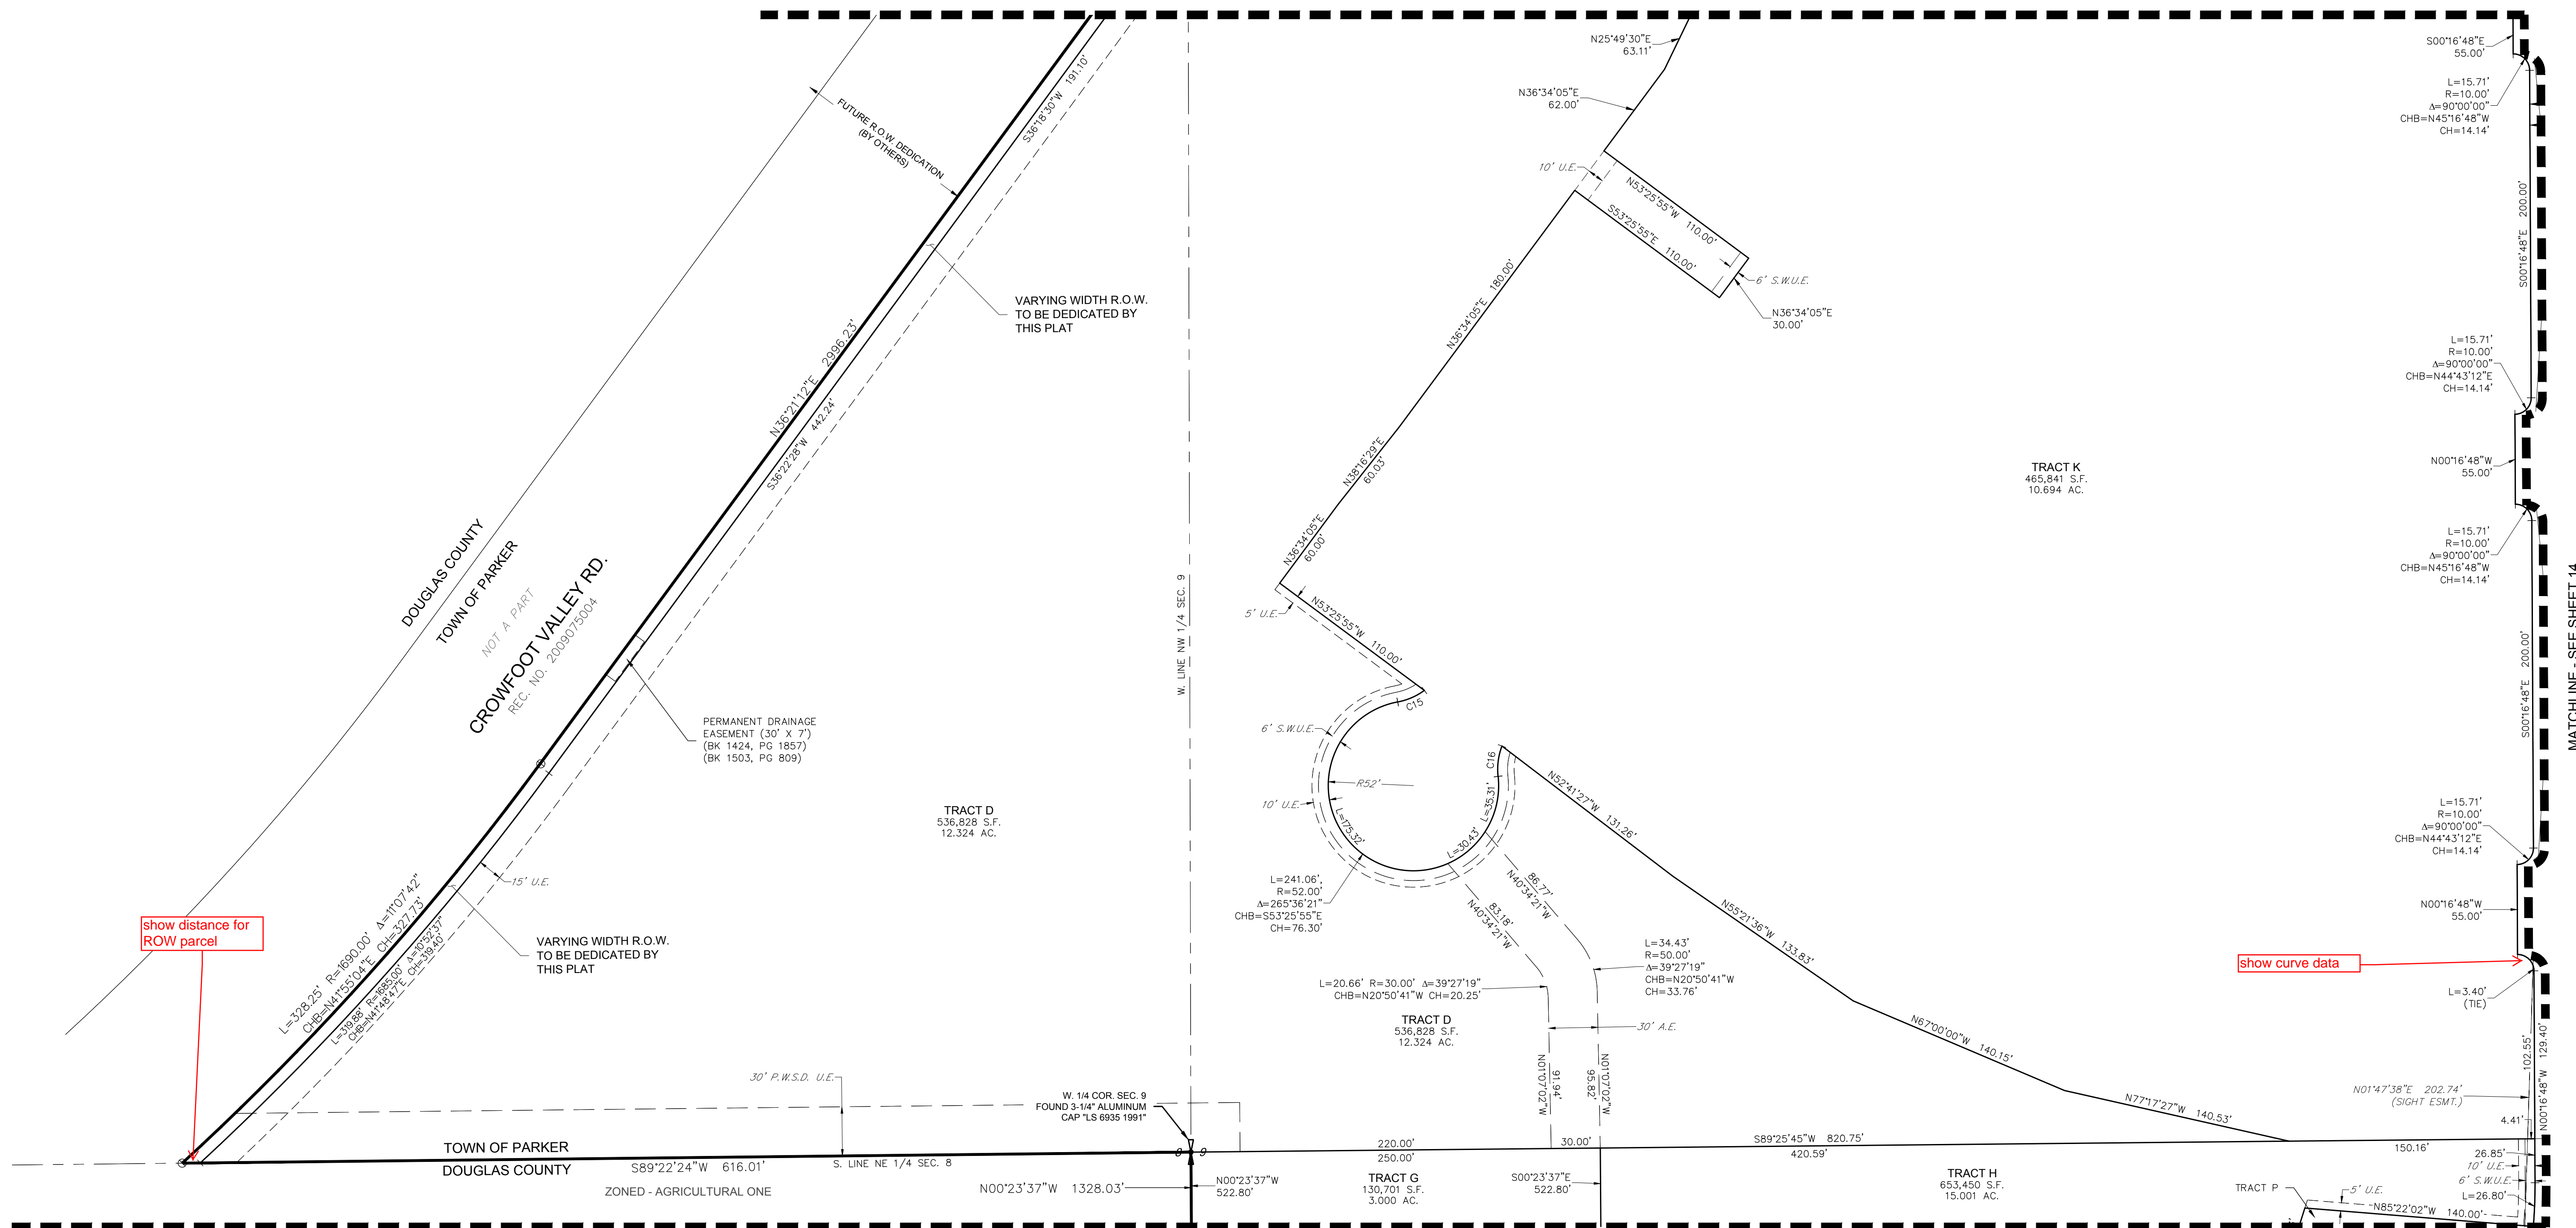 N25°49'30"E
63.11'
N36°34'05"E
62.00'
S00°16'48"E
55.00'
L=15.71'
R=10.00'
Δ=90°00'00"
CHB=N45°16'48"W
CH=14.14'
S36°18'30"W 191.10'
FUTURE R.O.W. DEDICATION
(BY OTHERS)
10' U.E.
N53°25'55"W 110.00'
S53°25'55"E 110.00'
6' S.W.U.E.
N36°34'05"E
30.00'
S00°16'48"E 200.00'
VARYING WIDTH R.O.W.
TO BE DEDICATED BY
THIS PLAT
N36°34'05"E 180.00'
N36°21'12"E 2996.23'
S36°22'28"W 442.24'
L=15.71'
R=10.00'
Δ=90°00'00"
CHB=N44°43'12"E
CH=14.14'
N38°16'29"E
60.03'
TRACT K
465,841 S.F.
10.694 AC.
N00°16'48"W
55.00'
DOUGLAS COUNTY
TOWN OF PARKER
NOT A PART
CROWFOOT VALLEY RD.
REC. NO. 2009075004
N36°34'05"E
60.00'
W. LINE NW 1/4 SEC. 9
5' U.E.
N53°25'55"W 110.00'
L=15.71'
R=10.00'
Δ=90°00'00"
CHB=N45°16'48"W
CH=14.14'
MATCHLINE - SEE SHEET 14
S00°16'48"E 200.00'
PERMANENT DRAINAGE
EASEMENT (30' X 7')
(BK 1424, PG 1857)
(BK 1503, PG 809)
C15
6' S.W.U.E.
C16
R52'
10' U.E.
L=175.32'
L=35.31'
L=30.43'
N52°41'27"W 131.26'
TRACT D
536,828 S.F.
12.324 AC.
L=15.71'
R=10.00'
Δ=90°00'00"
CHB=N44°43'12"E
CH=14.14'
15' U.E.
L=241.06',
R=52.00'
Δ=265°36'21"
CHB=S53°25'55"E
CH=76.30'
86.77'
N40°34'21"W
83.18'
N40°34'21"W
N55°21'36"W 133.83'
N00°16'48"W
55.00'
show distance for
ROW parcel
L=328.25' R=1690.00' Δ=11°07'42"
CHB=N41°55'04"E CH=327.73'
L=319.88' R=1685.00' Δ=10°52'37"
CHB=N41°48'47"E CH=319.40'
VARYING WIDTH R.O.W.
TO BE DEDICATED BY
THIS PLAT
L=34.43'
R=50.00'
Δ=39°27'19"
CHB=N20°50'41"W
CH=33.76'
L=20.66' R=30.00' Δ=39°27'19"
CHB=N20°50'41"W CH=20.25'
show curve data
L=3.40'
(TIE)
TRACT D
536,828 S.F.
12.324 AC.
30' A.E.
N67°00'00"W 140.15'
N01°07'02"W
91.94'
95.82'
N01°07'02"W
102.55'
N00°16'48"W 129.40'
30' P.W.S.D. U.E.
W. 1/4 COR. SEC. 9
FOUND 3-1/4" ALUMINUM
CAP "LS 6935 1991"
N77°17'27"W 140.53'
N01°47'38"E 202.74'
(SIGHT ESMT.)
4.41'
TOWN OF PARKER
DOUGLAS COUNTY
S89°22'24"W 616.01'
S. LINE NE 1/4 SEC. 8
8 9
220.00'
250.00'
30.00'
S89°25'45"W 820.75'
420.59'
150.16'
26.85'
10' U.E.
6' S.W.U.E.
L=26.80'
ZONED - AGRICULTURAL ONE
N00°23'37"W 1328.03'
N00°23'37"W
522.80'
TRACT G
130,701 S.F.
3.000 AC.
S00°23'37"E
522.80'
TRACT H
653,450 S.F.
15.001 AC.
TRACT P
5' U.E.
N85°22'02"W 140.00'